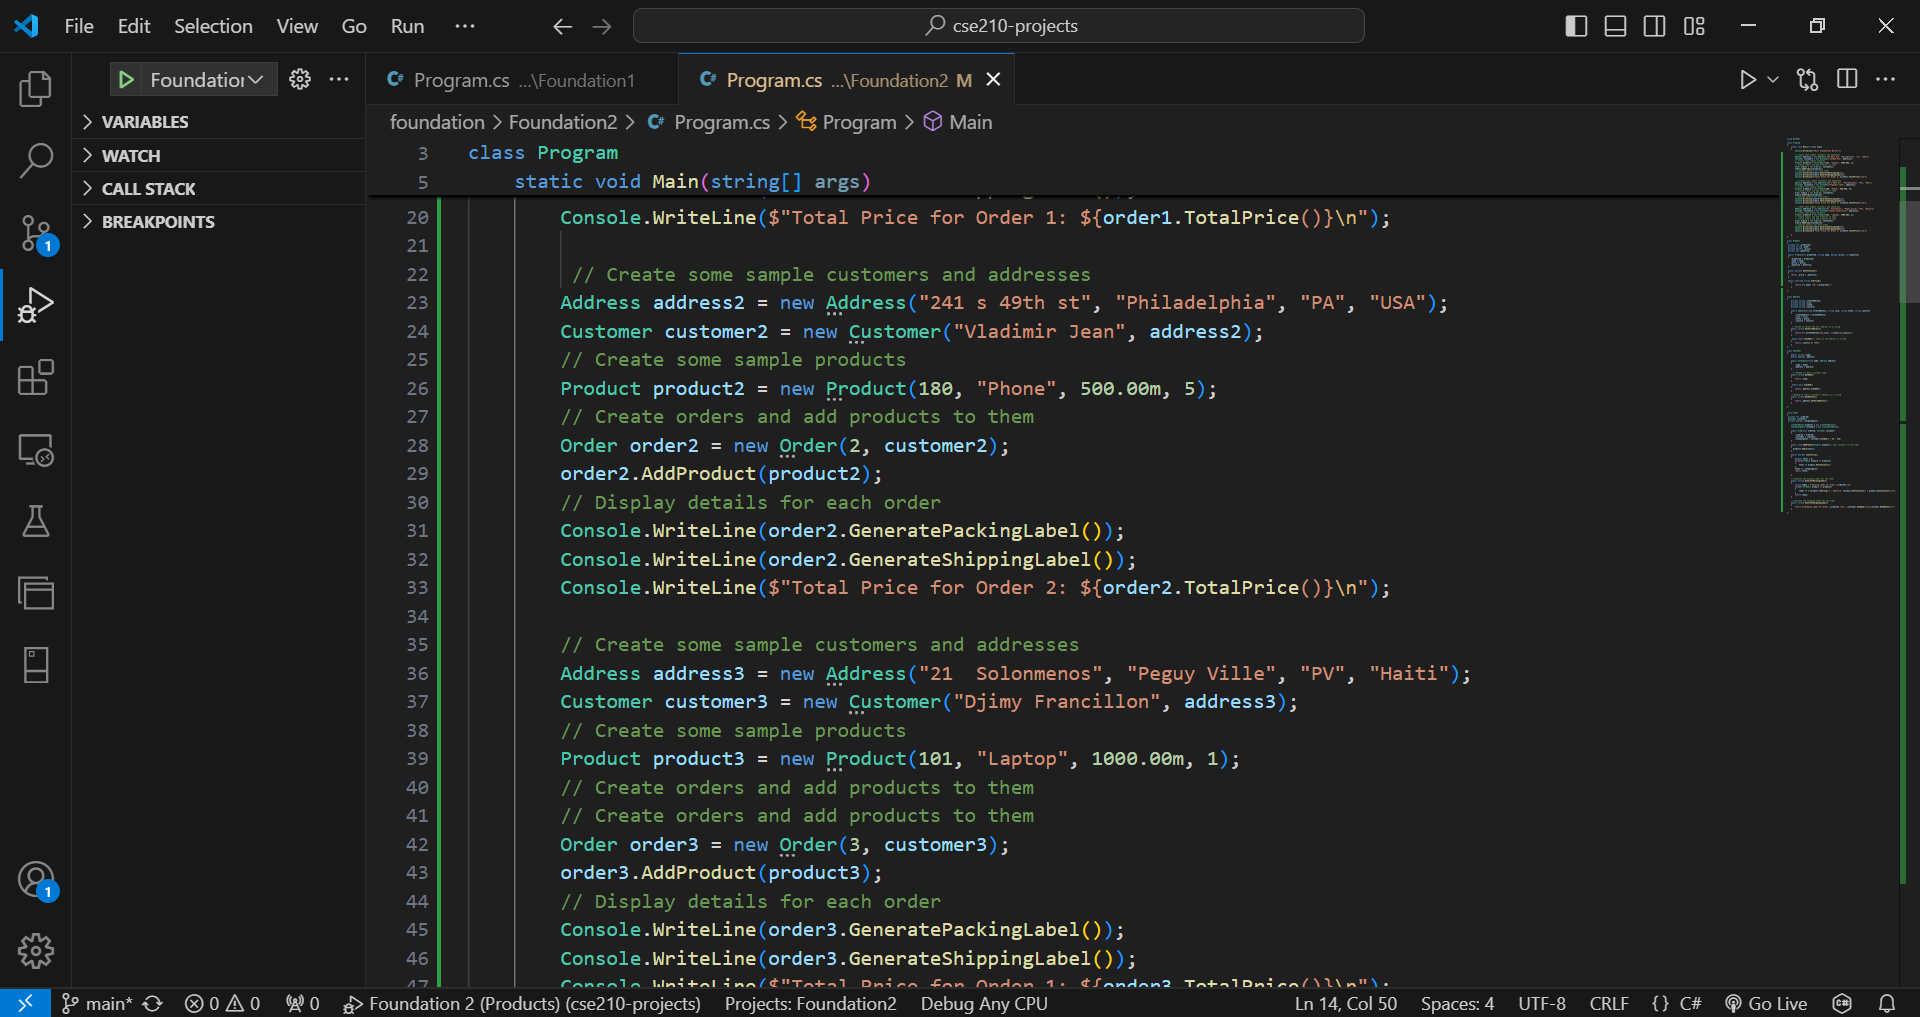 File Edit Selection View Go Run ··· cse210-projects
Foundation
VARIABLES
WATCH
CALL STACK
BREAKPOINTS
Program.cs ...\Foundation1
Program.cs ...\Foundation2 M
foundation > Foundation2 > Program.cs > Program > Main
3 class Program
5 static void Main(string[] args)
20 Console.WriteLine($"Total Price for Order 1: ${order1.TotalPrice()}\n");
21
22 // Create some sample customers and addresses
23 Address address2 = new Address("241 s 49th st", "Philadelphia", "PA", "USA");
24 Customer customer2 = new Customer("Vladimir Jean", address2);
25 // Create some sample products
26 Product product2 = new Product(180, "Phone", 500.00m, 5);
27 // Create orders and add products to them
28 Order order2 = new Order(2, customer2);
29 order2.AddProduct(product2);
30 // Display details for each order
31 Console.WriteLine(order2.GeneratePackingLabel());
32 Console.WriteLine(order2.GenerateShippingLabel());
33 Console.WriteLine($"Total Price for Order 2: ${order2.TotalPrice()}\n");
34
35 // Create some sample customers and addresses
36 Address address3 = new Address("21  Solonmenos", "Peguy Ville", "PV", "Haiti");
37 Customer customer3 = new Customer("Djimy Francillon", address3);
38 // Create some sample products
39 Product product3 = new Product(101, "Laptop", 1000.00m, 1);
40 // Create orders and add products to them
41 // Create orders and add products to them
42 Order order3 = new Order(3, customer3);
43 order3.AddProduct(product3);
44 // Display details for each order
45 Console.WriteLine(order3.GeneratePackingLabel());
46 Console.WriteLine(order3.GenerateShippingLabel());
47 Console.WriteLine($"Total Price for Order 1: ${order3.TotalPrice()}\n");
1
1
main* 0 0 0 Foundation 2 (Products) (cse210-projects) Projects: Foundation2 Debug Any CPU Ln 14, Col 50 Spaces: 4 UTF-8 CRLF {} C# Go Live